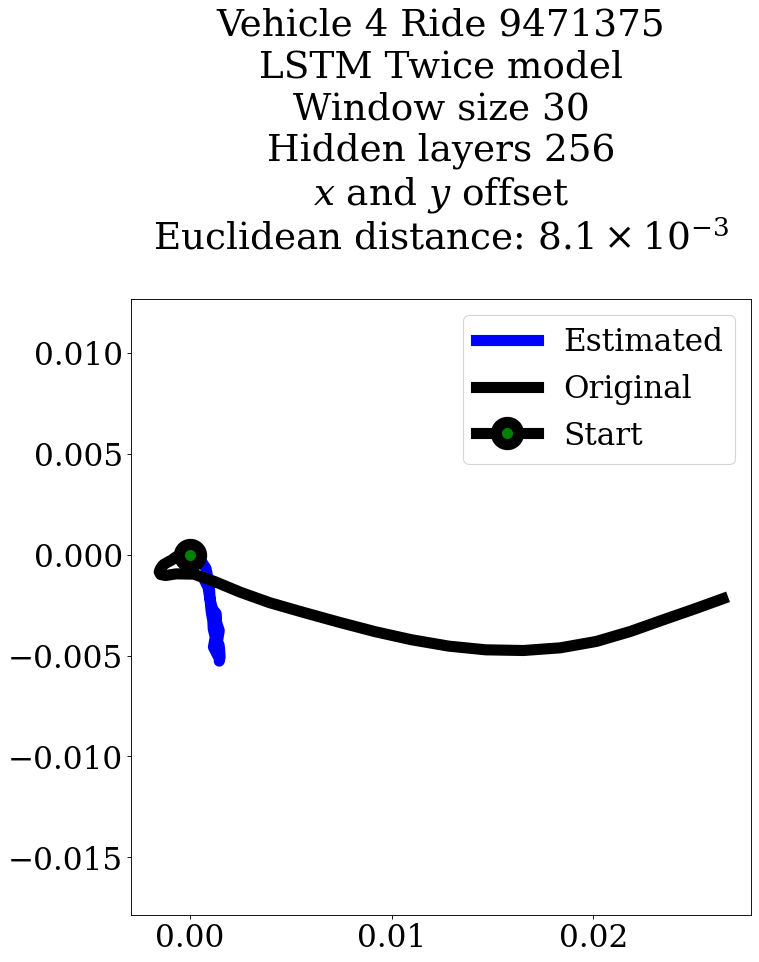 Vehicle 4 Ride 9471375
LSTM Twice model
Window size 30
Hidden layers 256
x and y offset
Euclidean distance: 8.1 × 10⁻³
Estimated
Original
Start
0.010
0.005
0.000
−0.005
−0.010
−0.015
0.00 0.01 0.02